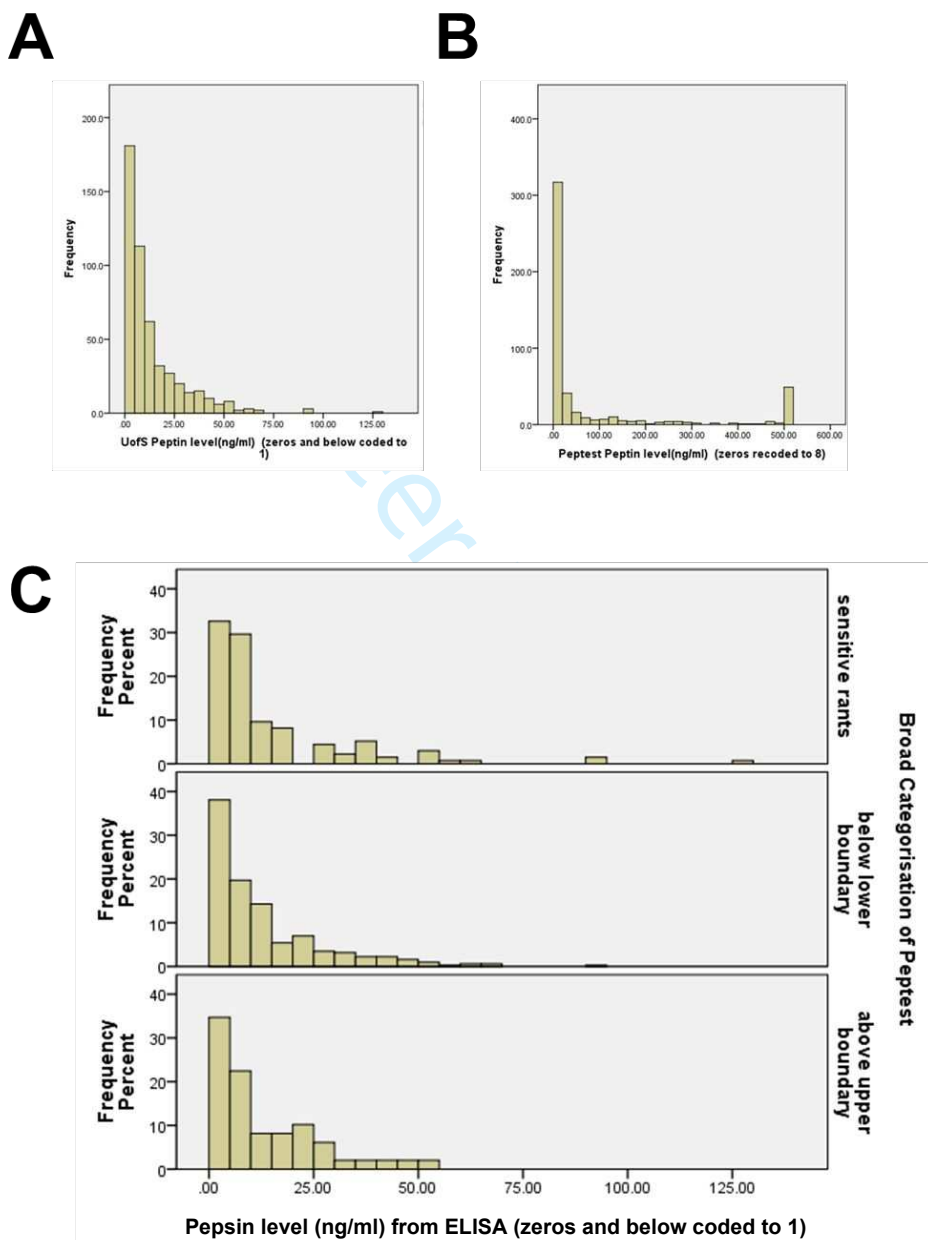 A
B
200.0
150.0
100.0
50.0
0.0
Frequency
.00 25.00 50.00 75.00 100.00 125.00
UofS Peptin level(ng/ml) (zeros and below coded to
1)
400.0
300.0
200.0
100.0
0.0
Frequency
.00 100.00 200.00 300.00 400.00 500.00 600.00
Peptest Peptin level(ng/ml) (zeros recoded to 8)
C
40
30
20
10
0
Frequency
Percent
sensitive rants
40
30
20
10
0
Frequency
Percent
below lower
boundary
40
30
20
10
0
Frequency
Percent
above upper
boundary
Broad Categorisation of Peptest
.00 25.00 50.00 75.00 100.00 125.00
Pepsin level (ng/ml) from ELISA (zeros and below coded to 1)